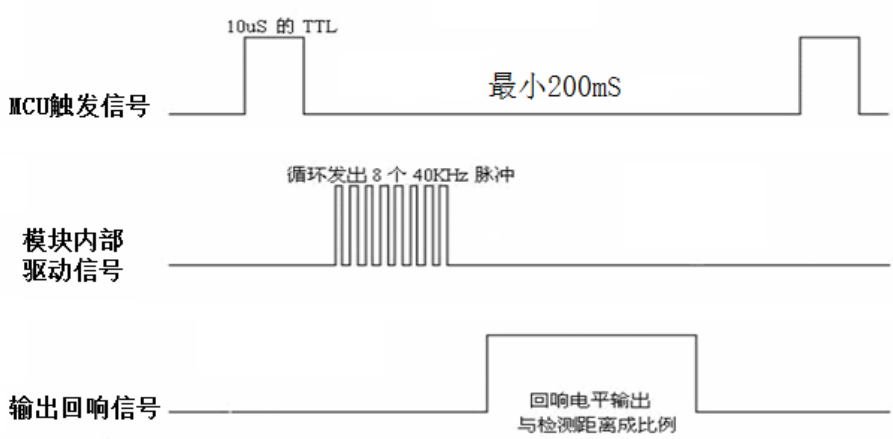 10uS 的 TTL
最小200mS
MCU触发信号
循环发出 8 个 40KHz 脉冲
模块内部
驱动信号
输出回响信号
回响电平输出
与检测距离成比例